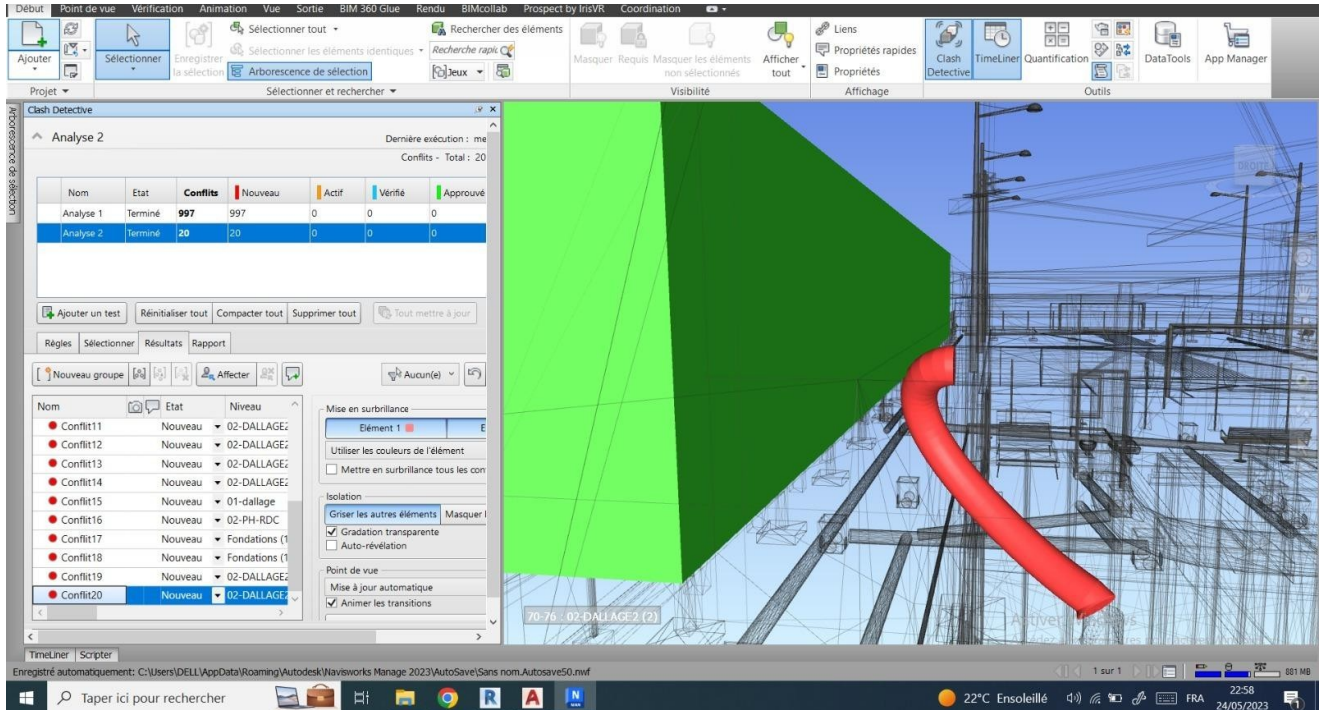 Début Point de vue Vérification Animation Vue Sortie BIM 360 Glue Rendu BIMcollab Prospect by IrisVR Coordination
Ajouter
Projet
Sélectionner
Enregistrer la sélection
Sélectionner tout
Sélectionner les éléments identiques
Arborescence de sélection
Rechercher des éléments
Recherche rapide
Jeux
Sélectionner et rechercher
Masquer Requis Masquer les éléments non sélectionnés
Afficher tout
Visibilité
Liens
Propriétés rapides
Propriétés
Affichage
Clash Detective
TimeLiner
Quantification
DataTools
App Manager
Outils
Arborescence de sélection
Clash Detective
Analyse 2
Dernière exécution : me
Conflits - Total : 20
Nom Etat Conflits Nouveau Actif Vérifié Approuvé
Analyse 1 Terminé 997 997 0 0 0
Analyse 2 Terminé 20 20 0 0 0
Ajouter un test Réinitialiser tout Compacter tout Supprimer tout Tout mettre à jour
Règles Sélectionner Résultats Rapport
Nouveau groupe Affecter Aucun(e)
Nom Etat Niveau
Conflit11 Nouveau 02-DALLAGE2
Conflit12 Nouveau 02-DALLAGE2
Conflit13 Nouveau 02-DALLAGE2
Conflit14 Nouveau 02-DALLAGE2
Conflit15 Nouveau 01-dallage
Conflit16 Nouveau 02-PH-RDC
Conflit17 Nouveau Fondations (1
Conflit18 Nouveau Fondations (1
Conflit19 Nouveau 02-DALLAGE2
Conflit20 Nouveau 02-DALLAGE2
Mise en surbrillance
Elément 1 E
Utiliser les couleurs de l'élément
Mettre en surbrillance tous les con
Isolation
Griser les autres éléments Masquer l
Gradation transparente
Auto-révélation
Point de vue
Mise à jour automatique
Animer les transitions
DROITE
70-76 : 02-DALLAGE2 (2)
Activer Windows
TimeLiner Scripter
Enregistré automatiquement: C:\Users\DELL\AppData\Roaming\Autodesk\Navisworks Manage 2023\AutoSave\Sans nom.Autosave50.nwf
1 sur 1
881 MB
Taper ici pour rechercher
22°C Ensoleillé
FRA
22:58
24/05/2023